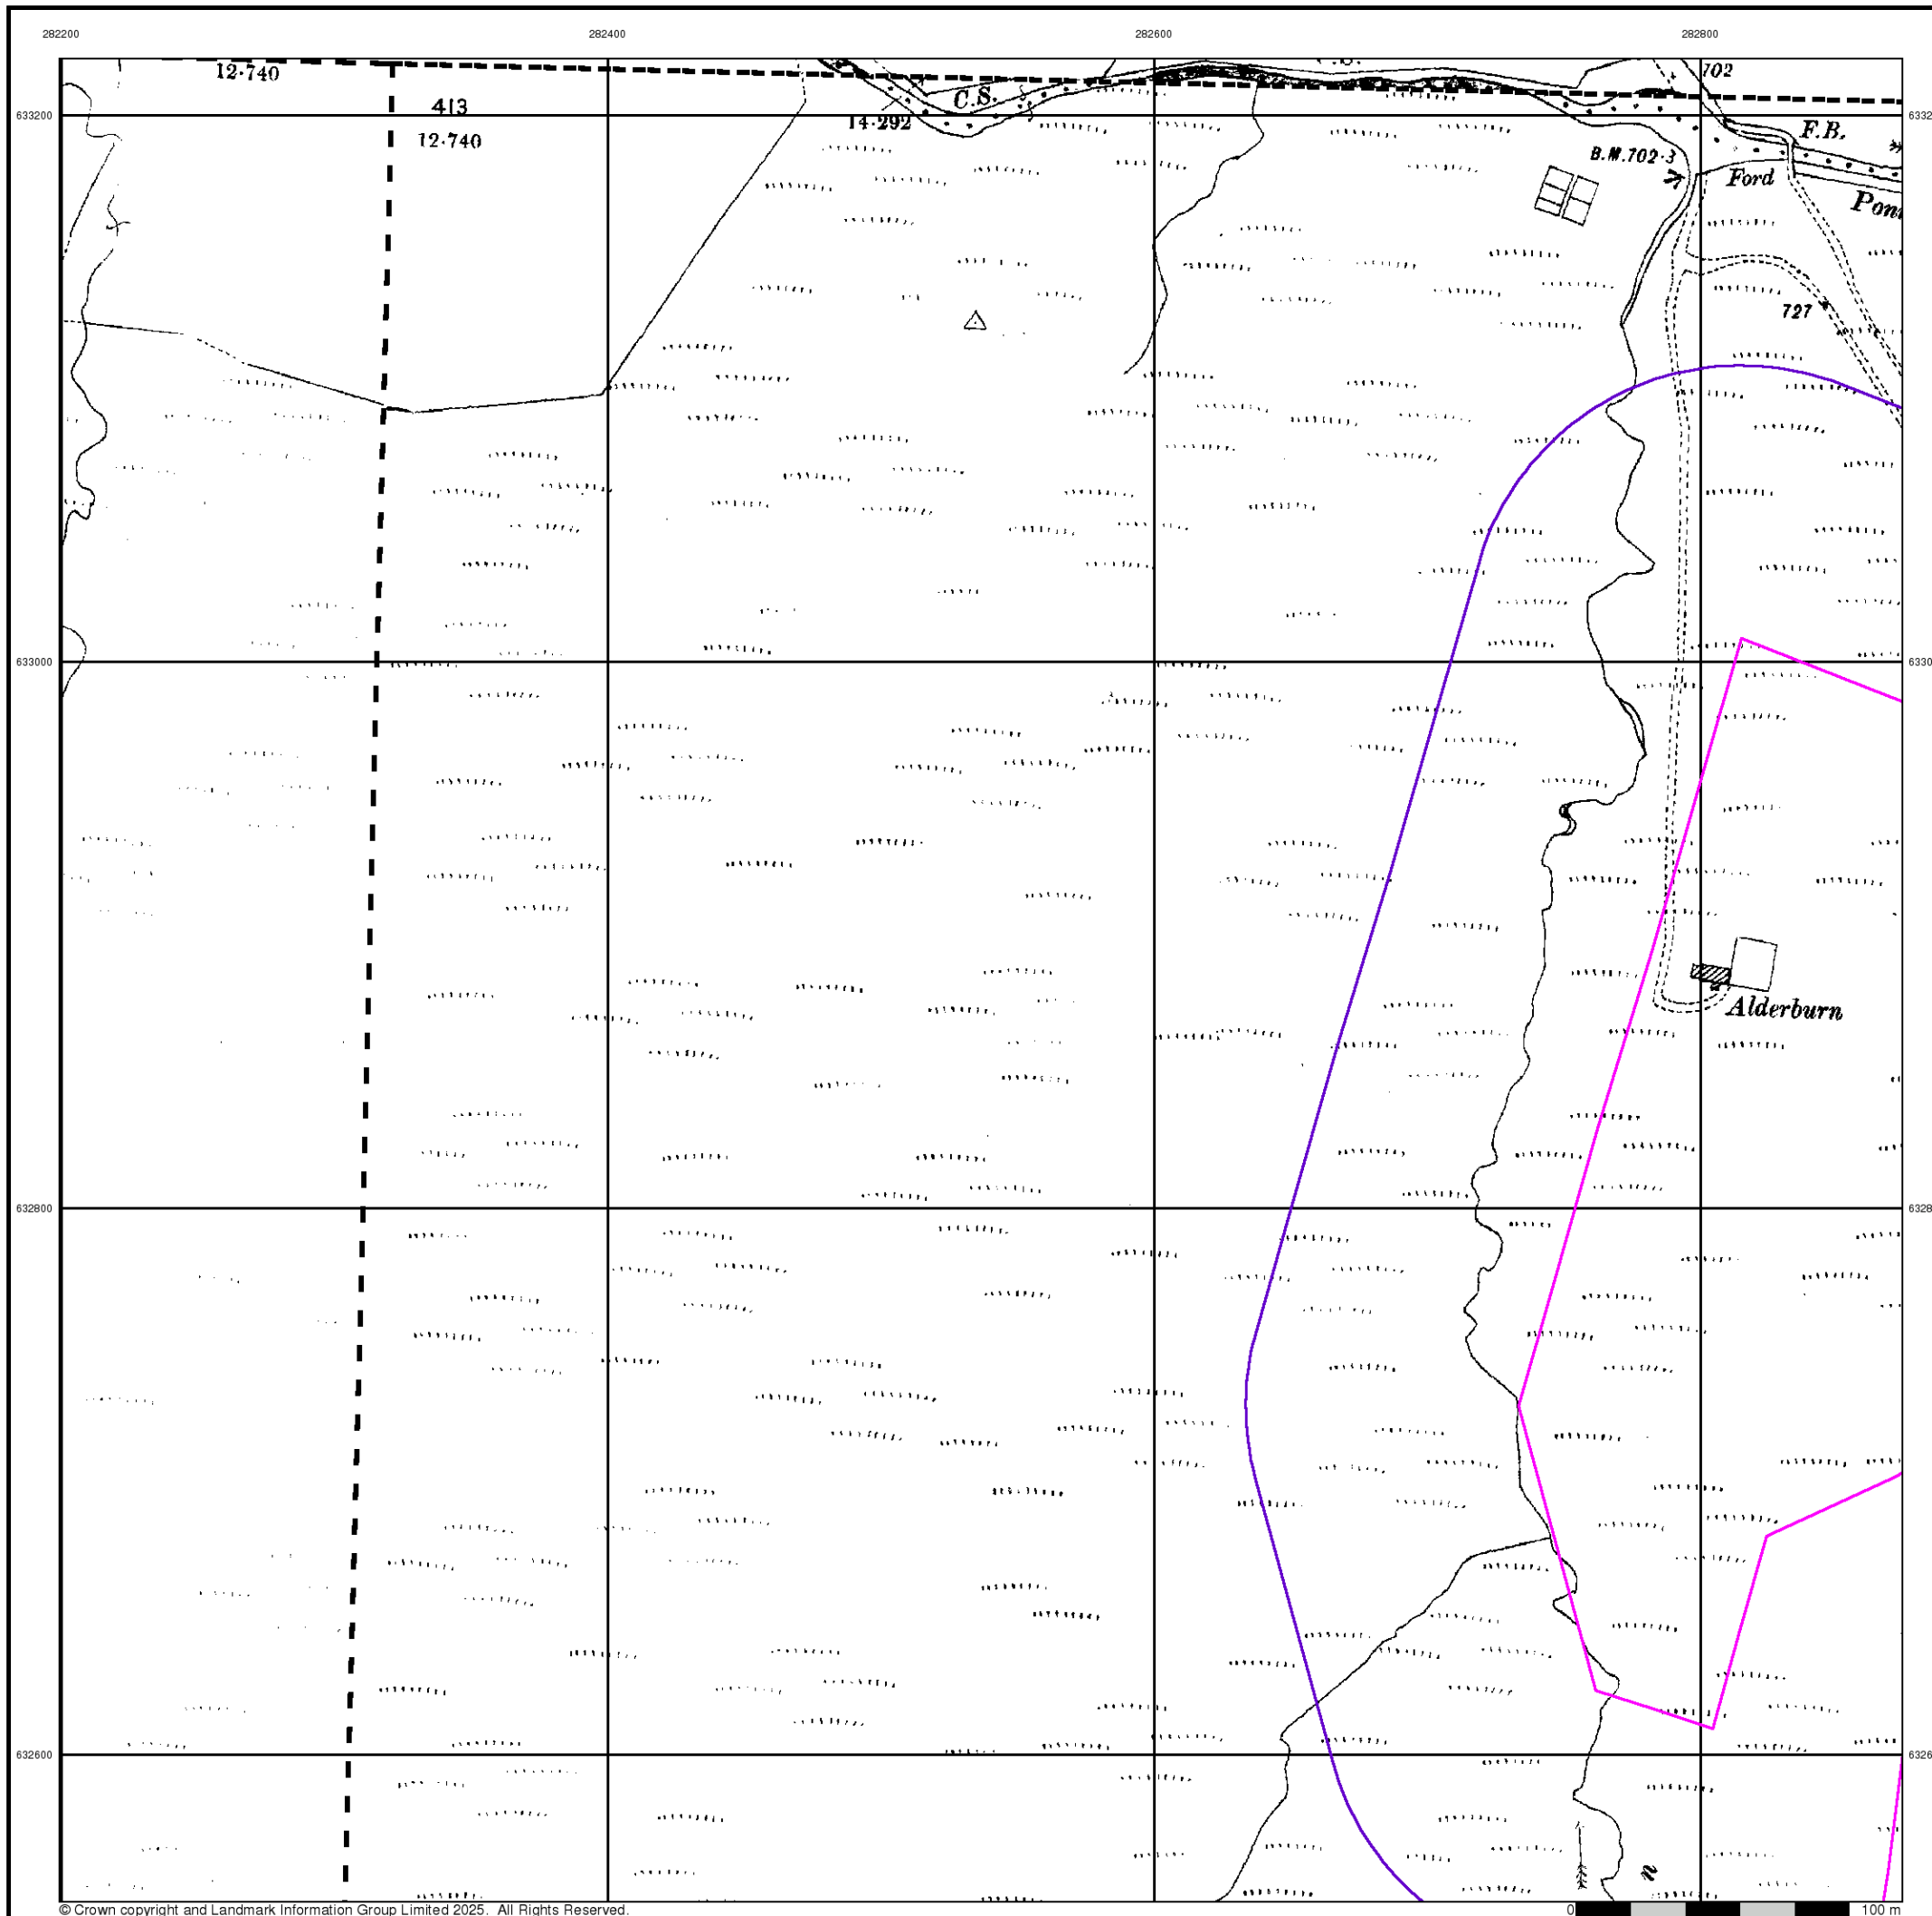 282200 282400 282600 282800
12·740
413
12·740
C.S.
14·292
702
F.B.
B.M.702·3
Ford
Pon
727
633200
633000
Alderburn
632800
632600
n
© Crown copyright and Landmark Information Group Limited 2025. All Rights Reserved.
0 100 m